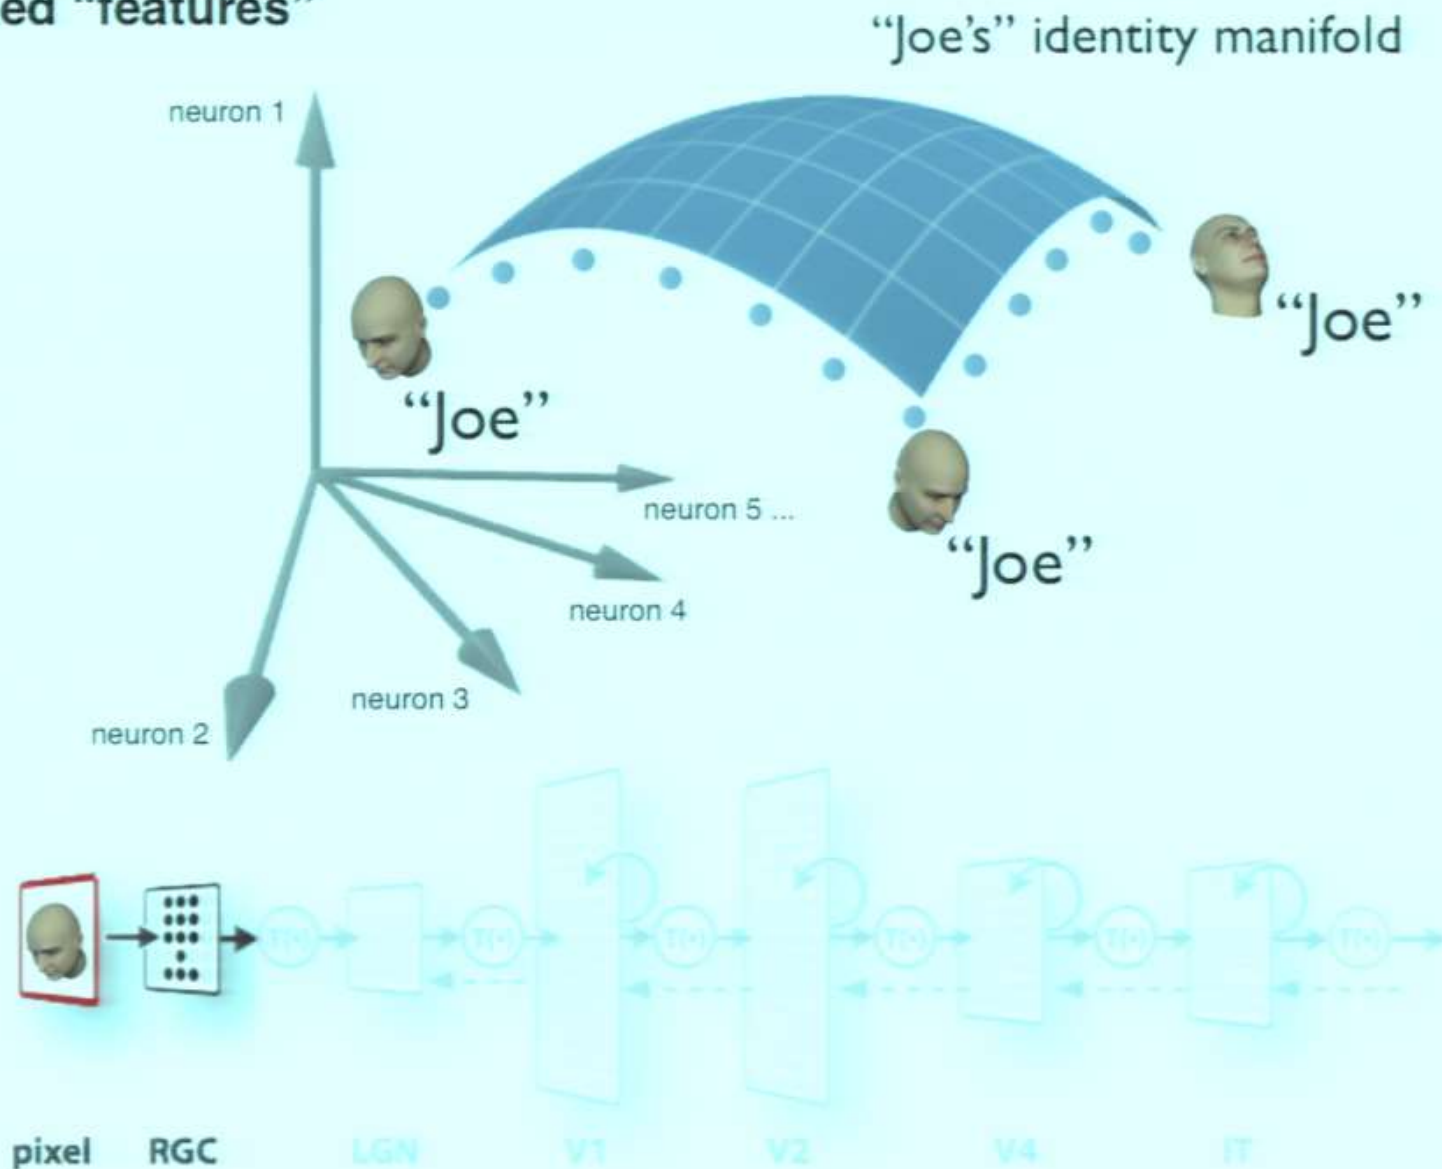 ed "features"
“Joe’s” identity manifold
neuron 1
“Joe”
“Joe”
neuron 5 ...
“Joe”
neuron 4
neuron 3
neuron 2
T(•)
T(•)
T(•)
T(•)
T(•)
T(•)
pixel RGC LGN V1 V2 V4 IT